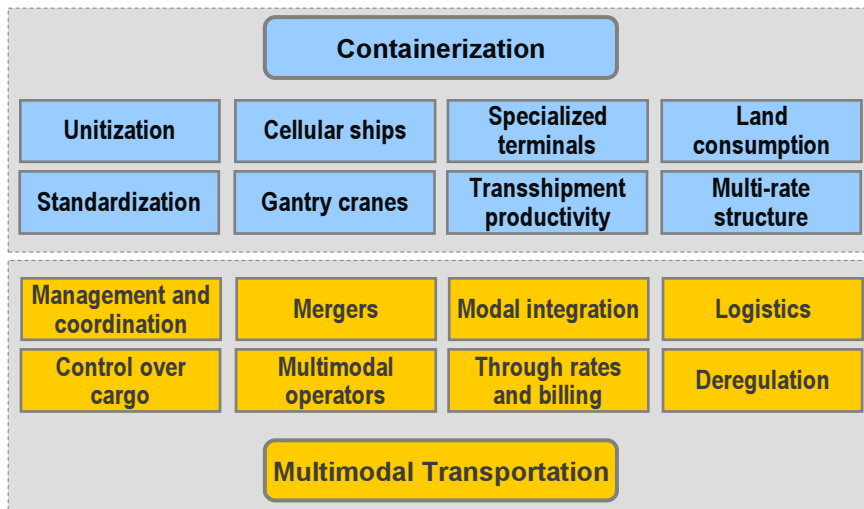 Containerization
Unitization
Cellular ships
Specialized
terminals
Land
consumption
Standardization
Gantry cranes
Transshipment
productivity
Multi-rate
structure
Management and
coordination
Mergers
Modal integration
Logistics
Control over
cargo
Multimodal
operators
Through rates
and billing
Deregulation
Multimodal Transportation